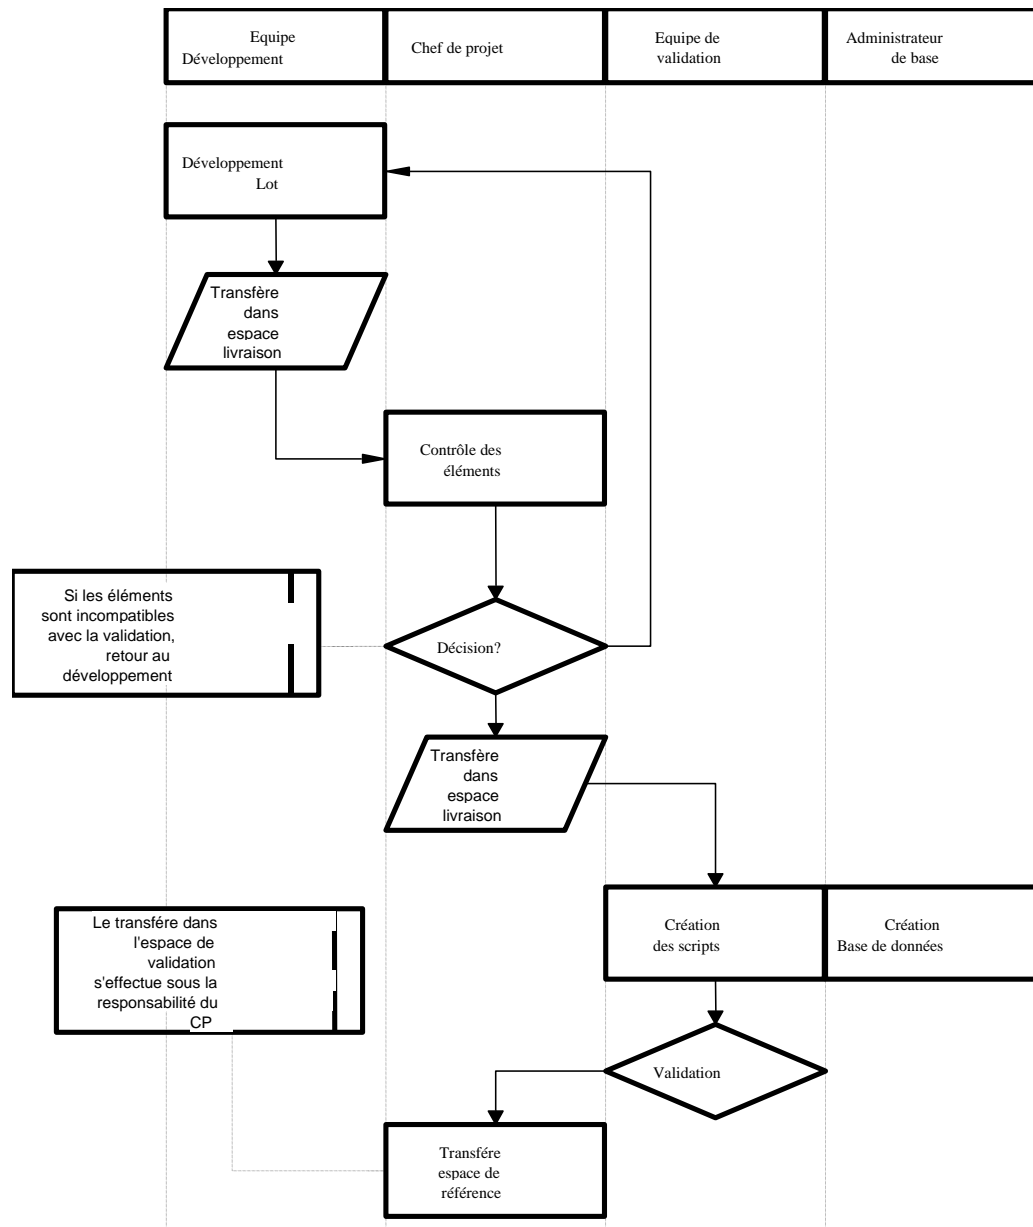 Equipe
Développement
Chef de projet
Equipe de
validation
Administrateur
de base
Développement
Lot
Transfère
dans
espace
livraison
Contrôle des
éléments
Si les éléments
sont incompatibles
avec la validation,
retour au
développement
Décision?
Transfère
dans
espace
livraison
Création
des scripts
Création
Base de données
Le transfére dans
l'espace de
validation
s'effectue sous la
responsabilité du
CP
Validation
Transfére
espace de
référence